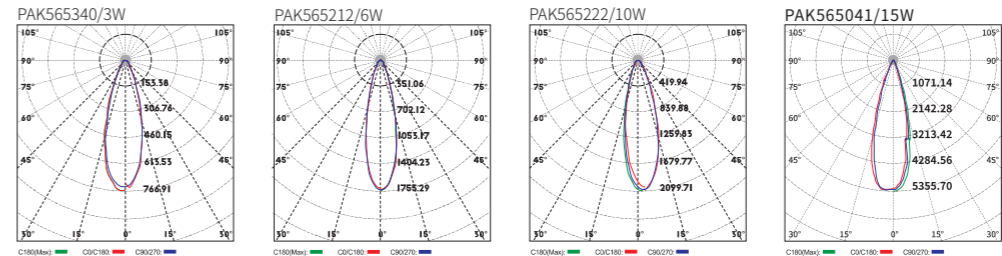 PAK565340/3W
105° 105°
90° 90°
75° 153.38 75°
306.76
60° 460.15 60°
45° 613.53 45°
766.91
30° 15° 0° 15° 30°
C180(Max): C0/C180: C90/270:
PAK565212/6W
105° 105°
90° 90°
75° 351.06 75°
702.12
60° 1053.17 60°
45° 1404.23 45°
1755.29
30° 15° 0° 15° 30°
C180(Max): C0/C180: C90/270:
PAK565222/10W
105° 105°
90° 90°
75° 419.94 75°
839.88
60° 1259.83 60°
45° 1679.77 45°
2099.71
30° 15° 0° 15° 30°
C180(Max): C0/C180: C90/270:
PAK565041/15W
105° 105°
90° 90°
75° 1071.14 75°
2142.28
60° 3213.42 60°
45° 4284.56 45°
5355.70
30° 15° 0° 15° 30°
C180(Max): C0/C180: C90/270: